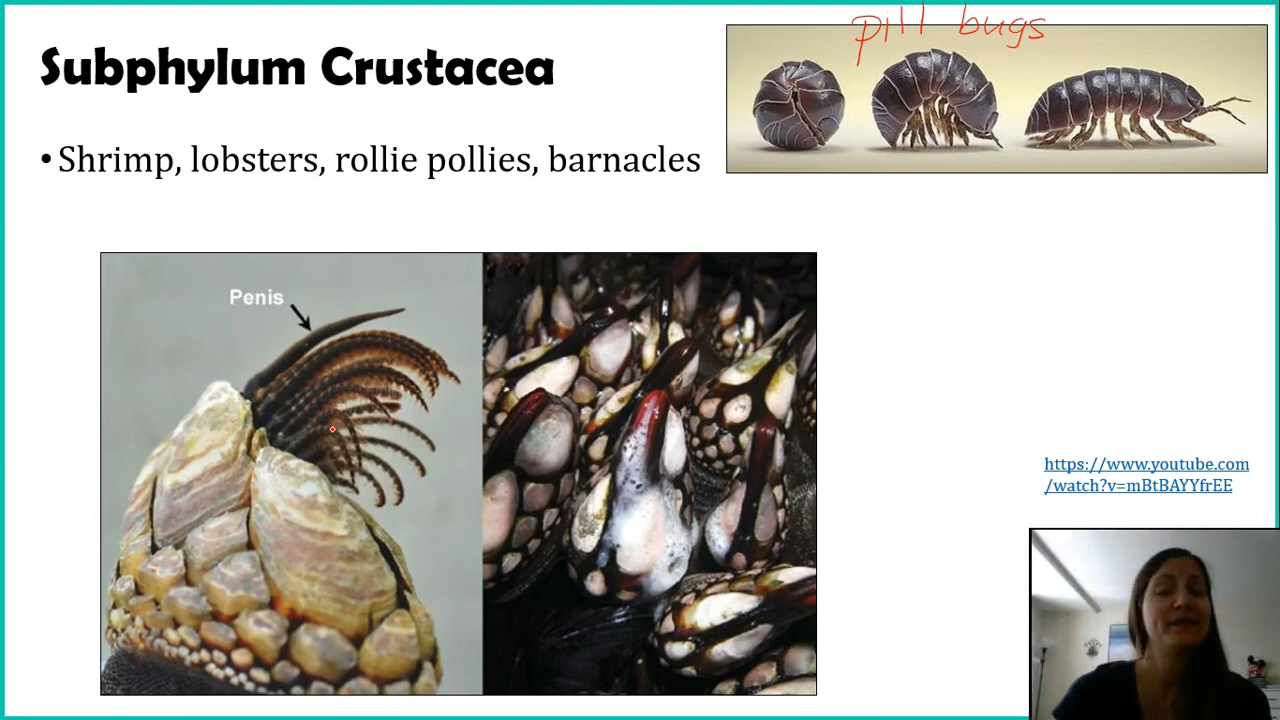 pill bugs
Subphylum Crustacea
• Shrimp, lobsters, rollie pollies, barnacles
Penis
https://www.youtube.com
/watch?v=mBtBAYYfrEE